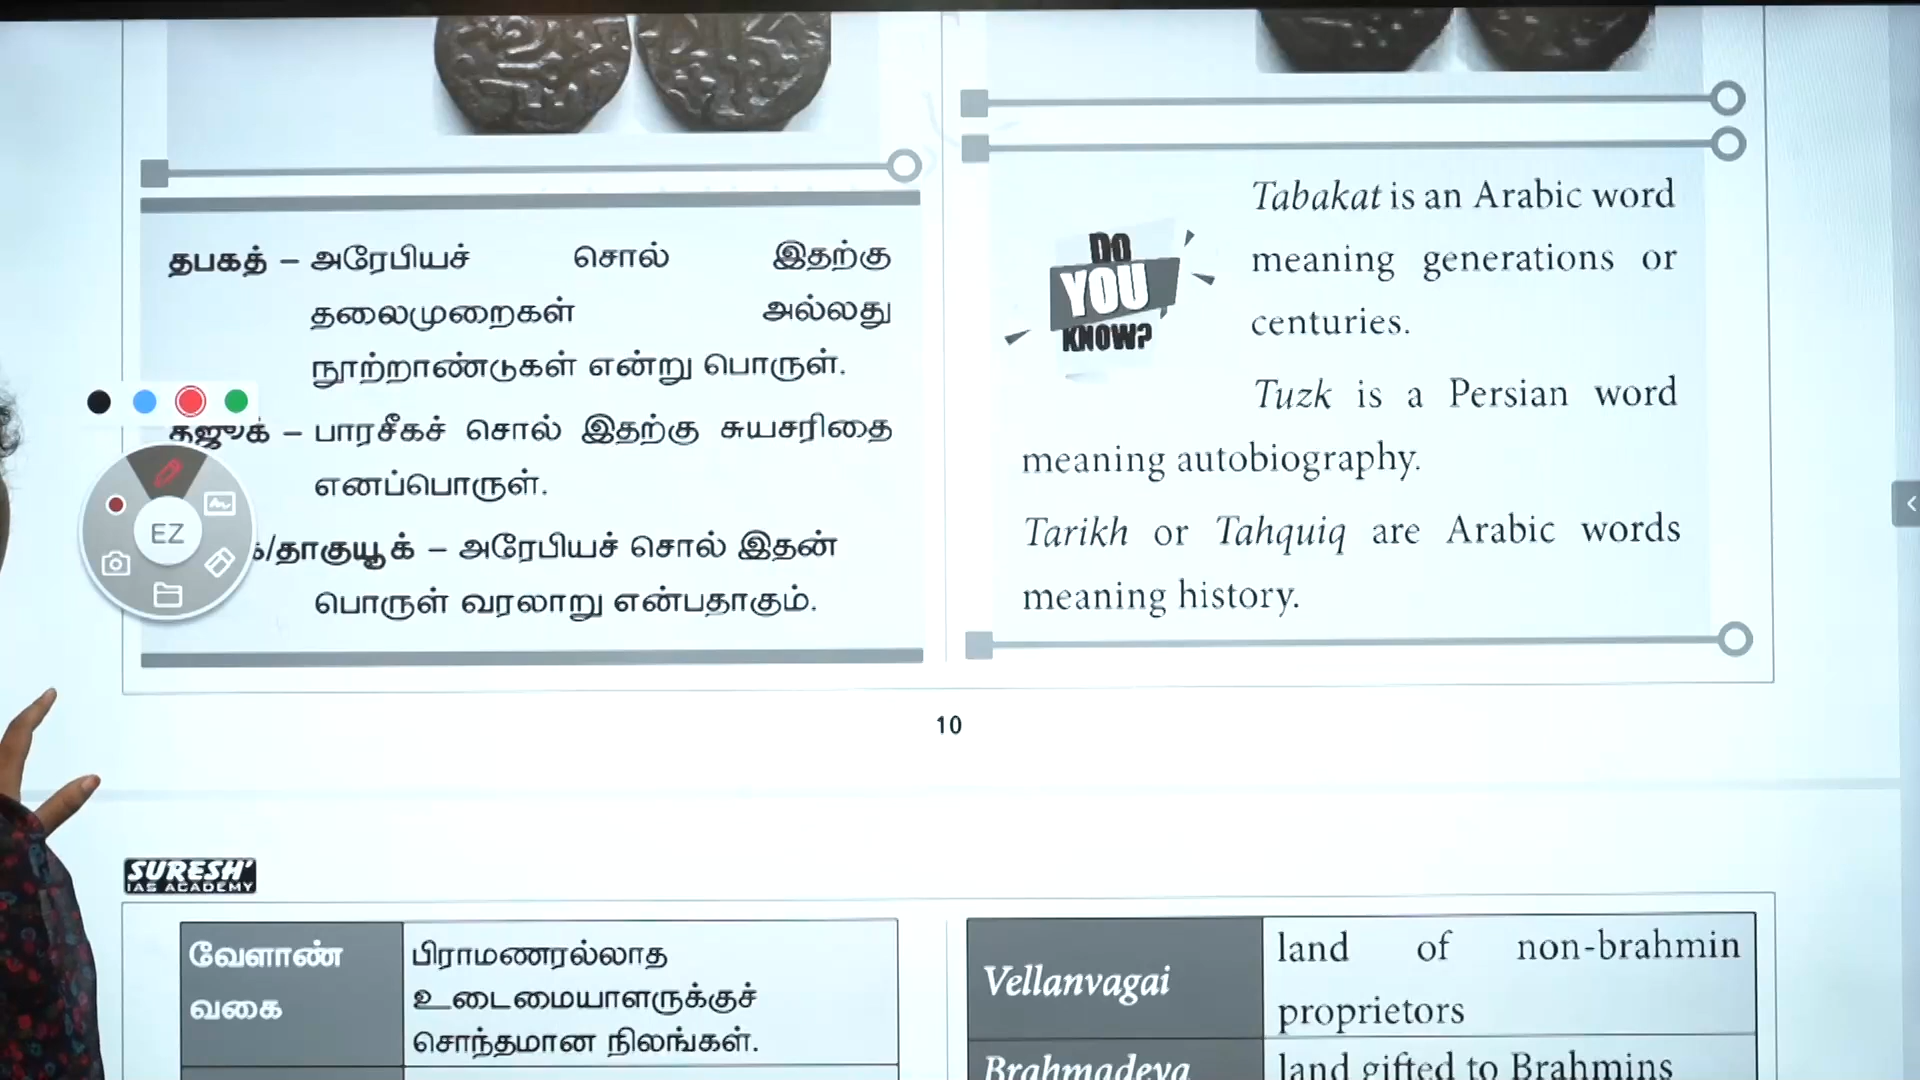 தபகத் – அரேபியச் சொல் இதற்கு
தலைமுறைகள் அல்லது
நூற்றாண்டுகள் என்று பொருள்.
தஜுக் – பாரசீகச் சொல் இதற்கு சுயசரிதை
எனப்பொருள்.
/தாகுயூக் – அரேபியச் சொல் இதன்
பொருள் வரலாறு என்பதாகும்.
EZ
DO
YOU
KNOW?
Tabakat is an Arabic word
meaning generations or
centuries.
Tuzk is a Persian word
meaning autobiography.
Tarikh or Tahquiq are Arabic words
meaning history.
10
SURESH'
IAS ACADEMY
வேளாண்
வகை
பிராமணரல்லாத
உடைமையாளருக்குச்
சொந்தமான நிலங்கள்.
Vellanvagai
land of non-brahmin
proprietors
Brahmadeya
land gifted to Brahmins